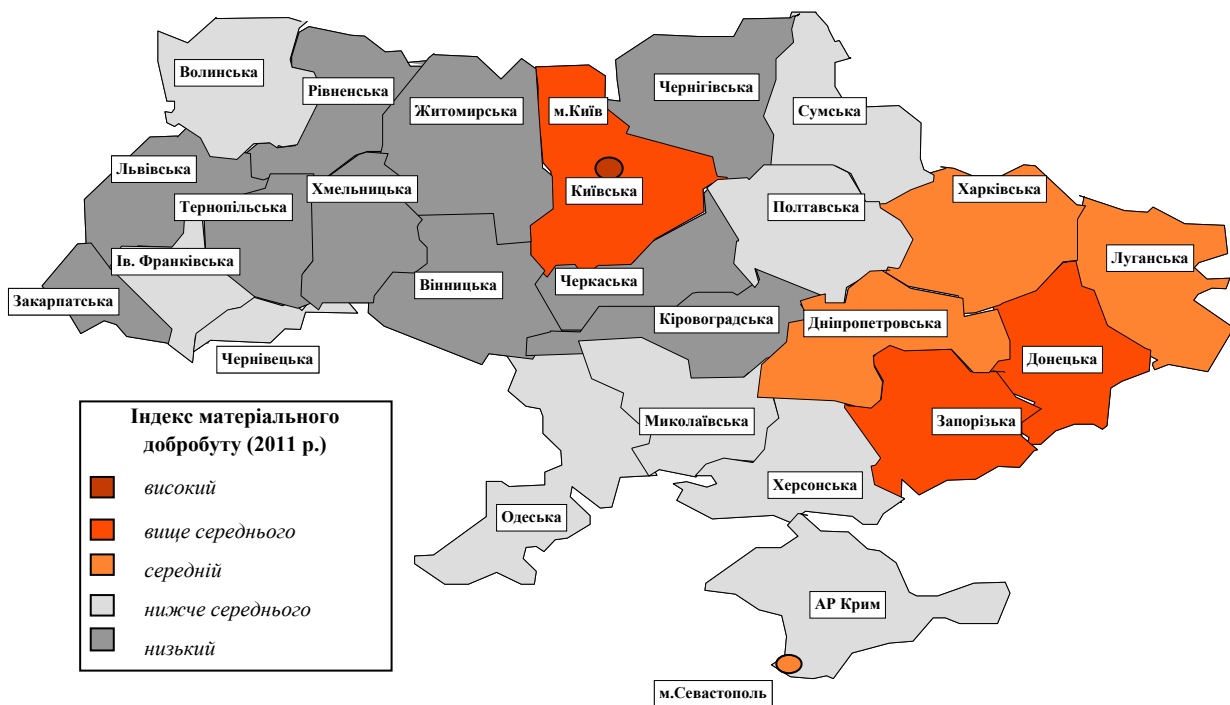 Волинська
Рівненська
Житомирська
м.Київ
Чернігівська
Сумська
Львівська
Хмельницька
Тернопільська
Київська
Полтавська
Харківська
Ів. Франківська
Закарпатська
Вінницька
Черкаська
Луганська
Кіровоградська
Дніпропетровська
Чернівецька
Донецька
Миколаївська
Запорізька
Херсонська
Одеська
АР Крим
м.Севастополь
Індекс матеріального
добробуту (2011 р.)
високий
вище середнього
середній
нижче середнього
низький